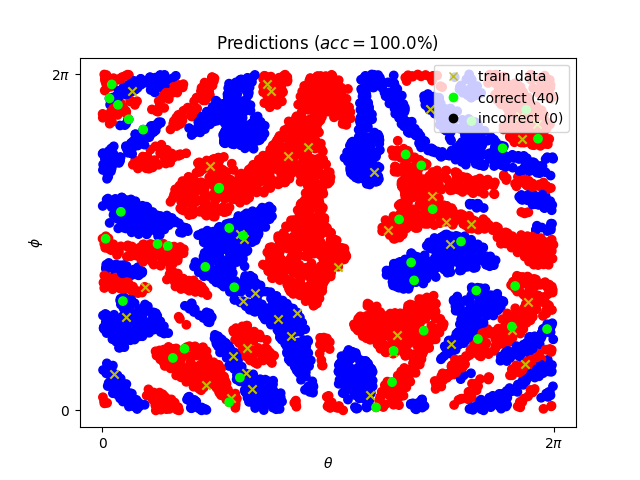 Predictions (acc = 100.0%)
train data
correct (40)
incorrect (0)
2π
ϕ
0
0
2π
θ